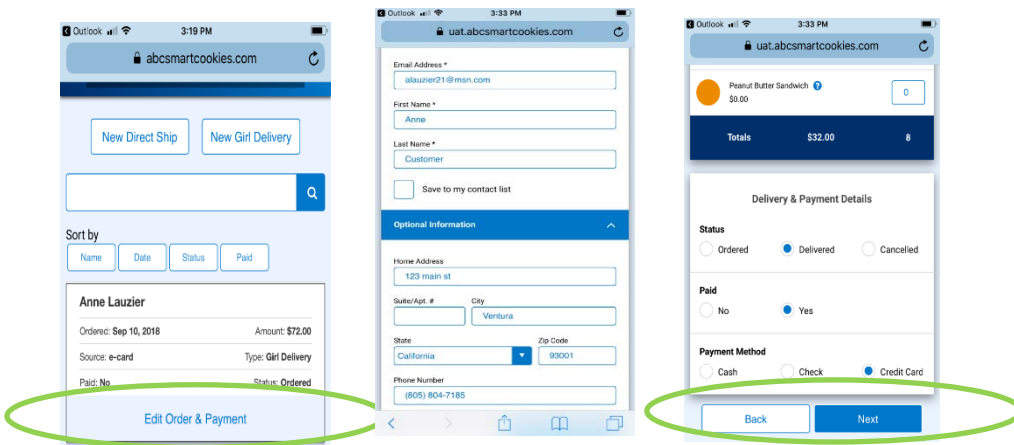 Outlook 3:19 PM
abcsmartcookies.com
New Direct Ship New Girl Delivery
Sort by
Name Date Status Paid
Anne Lauzier
Ordered: Sep 10, 2018 Amount: $72.00
Source: e-card Type: Girl Delivery
Paid: No Status: Ordered
Edit Order & Payment
Outlook 3:33 PM
uat.abcsmartcookies.com
Email Address *
alauzier21@msn.com
First Name *
Anne
Last Name *
Customer
Save to my contact list
Optional Information
Home Address
123 main st
Suite/Apt. # City
Ventura
State Zip Code
California 93001
Phone Number
(805) 804-7185
Outlook 3:33 PM
uat.abcsmartcookies.com
Peanut Butter Sandwich ?
$0.00 0
Totals $32.00 8
Delivery & Payment Details
Status
Ordered Delivered Cancelled
Paid
No Yes
Payment Method
Cash Check Credit Card
Back Next